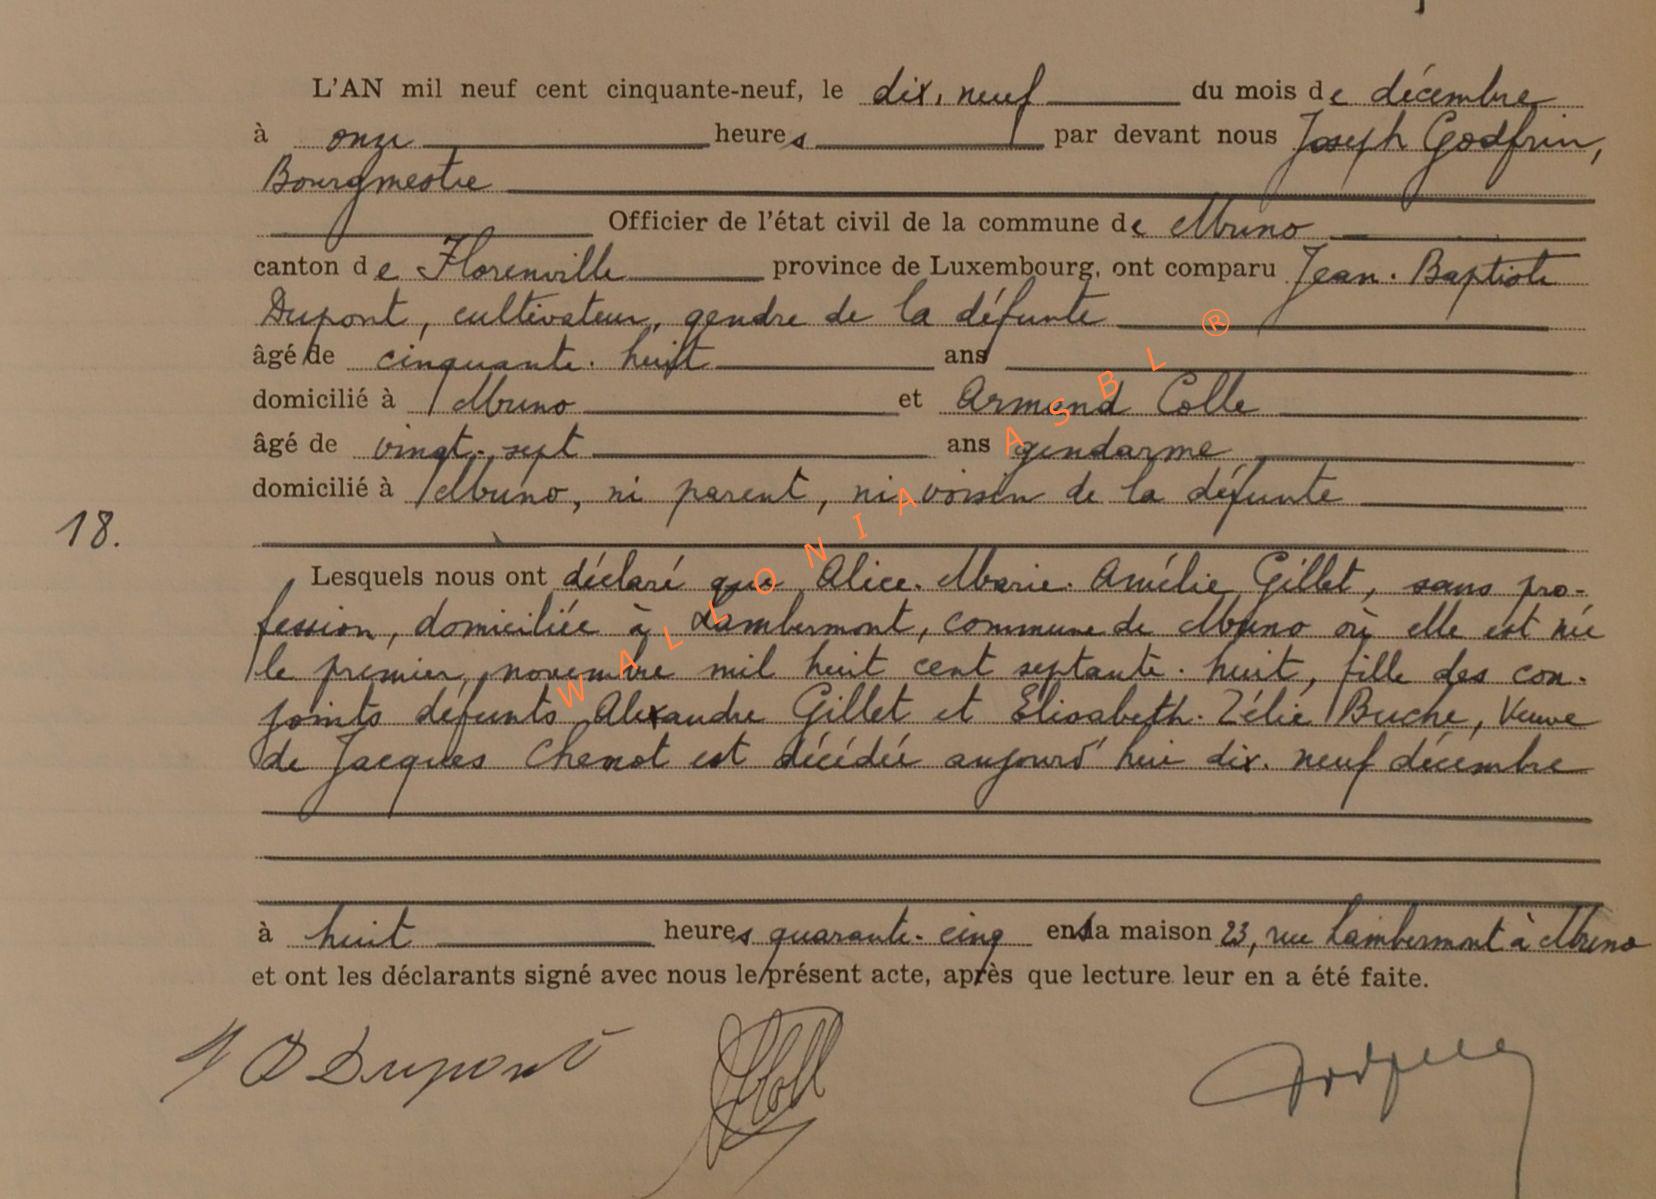 L'AN mil neuf cent cinquante-neuf, le dix-neuf du mois de décembre
à onze heures par devant nous Joseph Godfrin,
Bourgmestre
Officier de l'état civil de la commune de Muno
canton de Florenville province de Luxembourg, ont comparu Jean-Baptiste
Dupont, cultivateur, gendre de la défunte
âgé de cinquante-huit ans
domicilié à Muno et Armand Colle
âgé de vingt-sept ans gendarme
domicilié à Muno, ni parent, ni voisin de la défunte
18.
Lesquels nous ont déclaré que Alice-Marie-Amélie Gillet, sans pro-
fession, domiciliée à Lambermont, commune de Muno où elle est née
le premier novembre mil huit cent septante-huit, fille des con-
joints défunts Alexandre Gillet et Elisabeth-Zélie Buche, Veuve
de Jacques Chenot est décédée aujourd'hui dix-neuf décembre
à huit heures quarante-cinq en sa maison 23, rue Lambermont à Muno
et ont les déclarants signé avec nous le présent acte, après que lecture leur en a été faite.
J B Dupont
WALLONIA ASBL ®